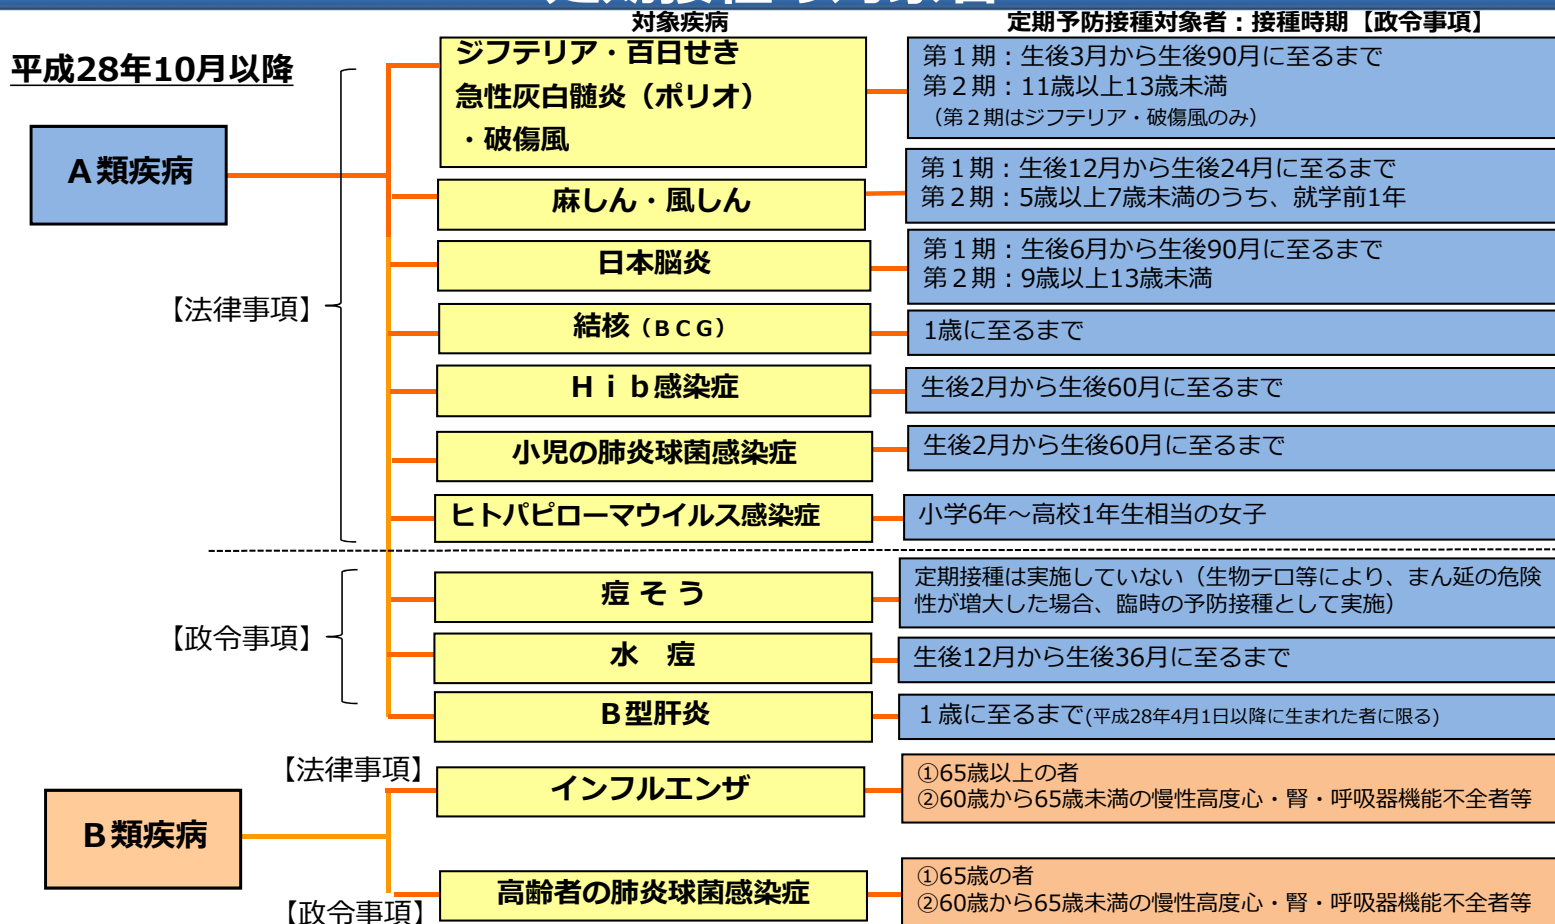 対象疾病
定期予防接種対象者：接種時期【政令事項】
平成28年10月以降
A類疾病
【法律事項】
ジフテリア・百日せき
急性灰白髄炎（ポリオ）
・破傷風
第１期：生後3月から生後90月に至るまで
第２期：11歳以上13歳未満
（第２期はジフテリア・破傷風のみ）
麻しん・風しん
第１期：生後12月から生後24月に至るまで
第２期：5歳以上7歳未満のうち、就学前1年
日本脳炎
第１期：生後6月から生後90月に至るまで
第２期：9歳以上13歳未満
結核（ＢＣＧ）
1歳に至るまで
Ｈｉｂ感染症
生後2月から生後60月に至るまで
小児の肺炎球菌感染症
生後2月から生後60月に至るまで
ヒトパピローマウイルス感染症
小学6年～高校1年生相当の女子
【政令事項】
痘そう
定期接種は実施していない（生物テロ等により、まん延の危険
性が増大した場合、臨時の予防接種として実施）
水　痘
生後12月から生後36月に至るまで
Ｂ型肝炎
１歳に至るまで(平成28年4月1日以降に生まれた者に限る)
B類疾病
【法律事項】
インフルエンザ
①65歳以上の者
②60歳から65歳未満の慢性高度心・腎・呼吸器機能不全者等
【政令事項】
高齢者の肺炎球菌感染症
①65歳の者
②60歳から65歳未満の慢性高度心・腎・呼吸器機能不全者等